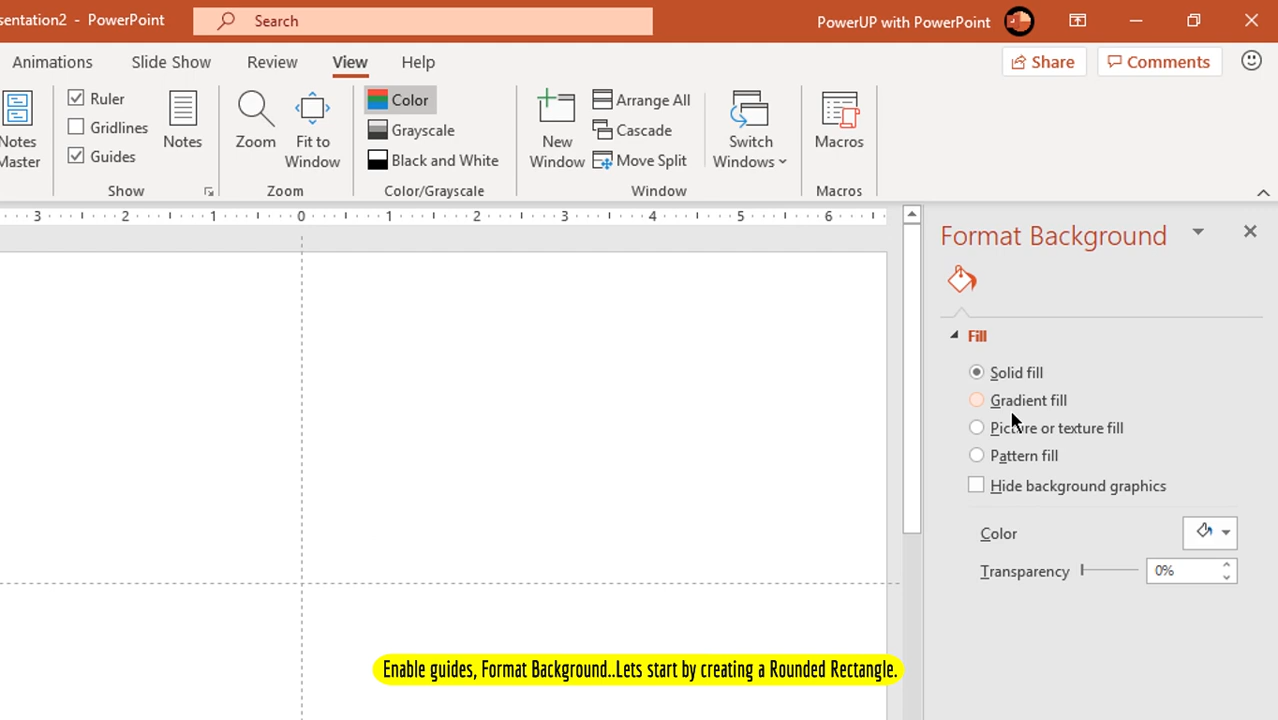 sentation2 - PowerPoint
Search
PowerUP with PowerPoint
Animations
Slide Show
Review
View
Help
Share
Comments
Notes
Master
Ruler
Gridlines
Guides
Notes
Show
Zoom
Fit to
Window
Zoom
Color
Grayscale
Black and White
Color/Grayscale
New
Window
Arrange All
Cascade
Move Split
Switch
Windows
Window
Macros
Macros
3 2 1 0 1 2 3 4 5 6
Format Background
Fill
Solid fill
Gradient fill
Picture or texture fill
Pattern fill
Hide background graphics
Color
Transparency
0%
Enable guides, Format Background..Lets start by creating a Rounded Rectangle.